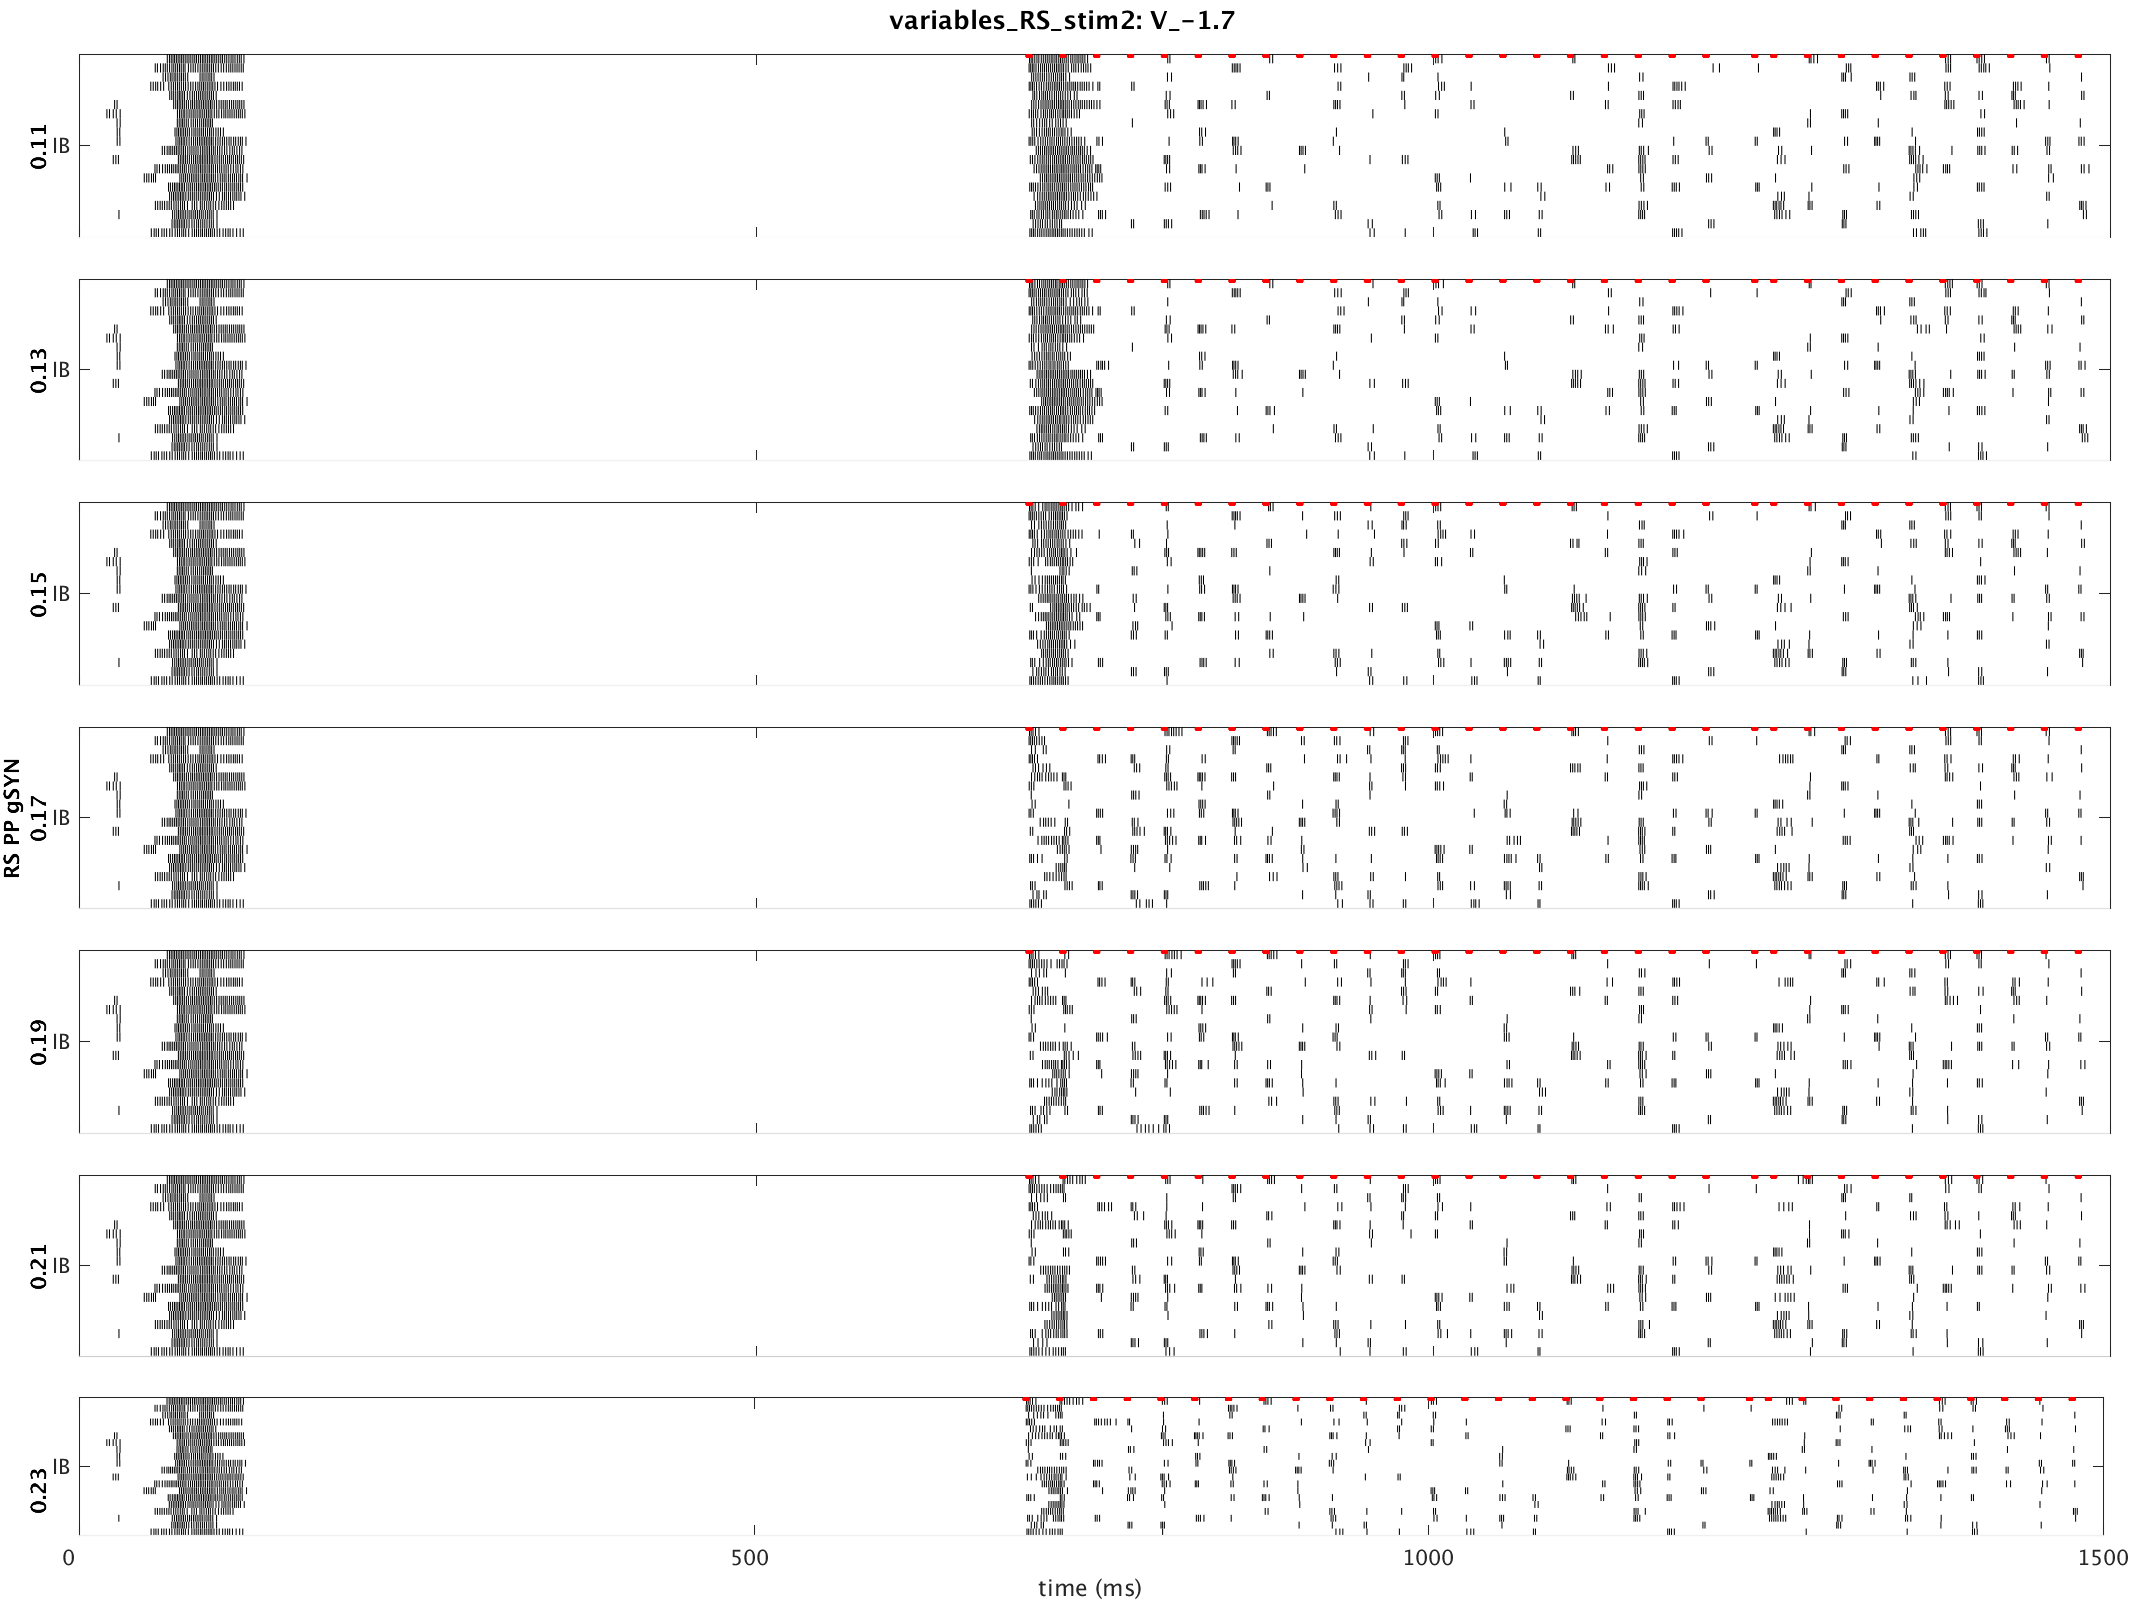 variables_RS_stim2: V_-1.7
RS PP gSYN
0.11
IB
0.13
IB
0.15
IB
0.17
IB
0.19
IB
0.21
IB
0.23
IB
0 500 1000 1500
time (ms)